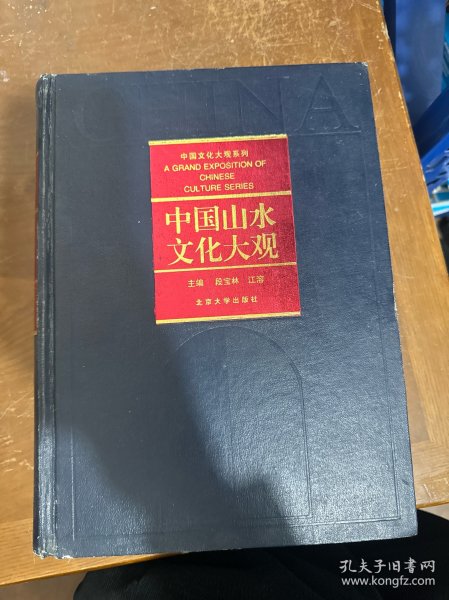 CHINA
中国文化大观系列
A GRAND EXPOSITION OF
CHINESE
CULTURE SERIES
中国山水
文化大观
主编 段宝林 江溶
北京大学出版社
孔夫子旧书网
www.kongfz.com